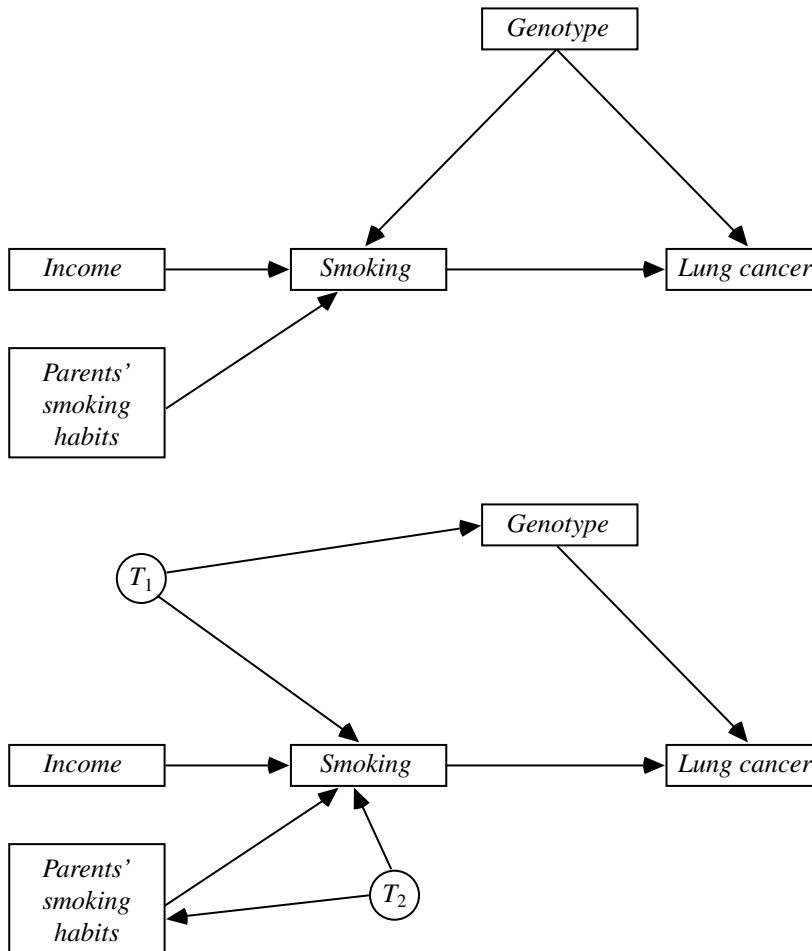 Genotype
Income
Smoking
Lung cancer
Parents’
smoking
habits
Genotype
T1
Income
Smoking
Lung cancer
Parents’
smoking
habits
T2